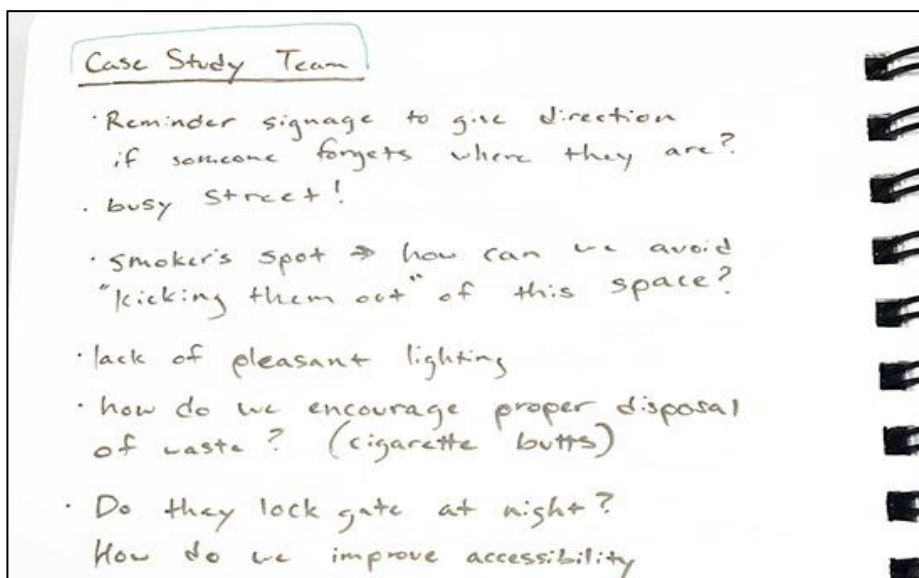 Case Study Team
· Reminder signage to give direction
if someone forgets where they are?
· busy street!
· smoker's spot → how can we avoid
"kicking them out" of this space?
· lack of pleasant lighting
· how do we encourage proper disposal
of waste? (cigarette butts)
· Do they lock gate at night?
How do we improve accessibility